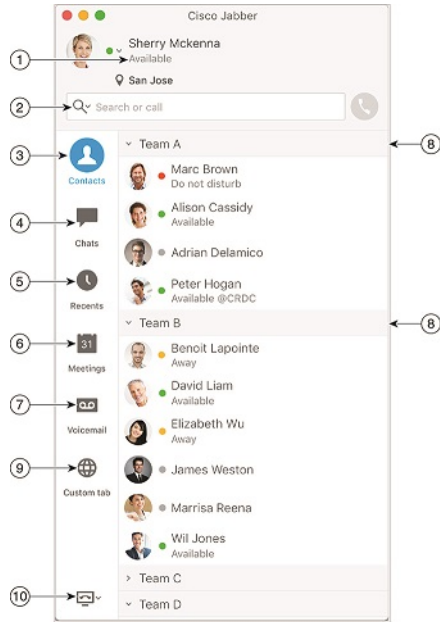 Cisco Jabber
Sherry Mckenna
1
Available
San Jose
2
Search or call
3
Contacts
Team A
8
Marc Brown
Do not disturb
4
Chats
Alison Cassidy
Available
Adrian Delamico
5
Recents
Peter Hogan
Available @CRDC
Team B
8
6
31
Meetings
Benoit Lapointe
Away
7
Voicemail
David Liam
Available
Elizabeth Wu
Away
9
Custom tab
James Weston
Marrisa Reena
Wil Jones
Available
Team C
10
Team D